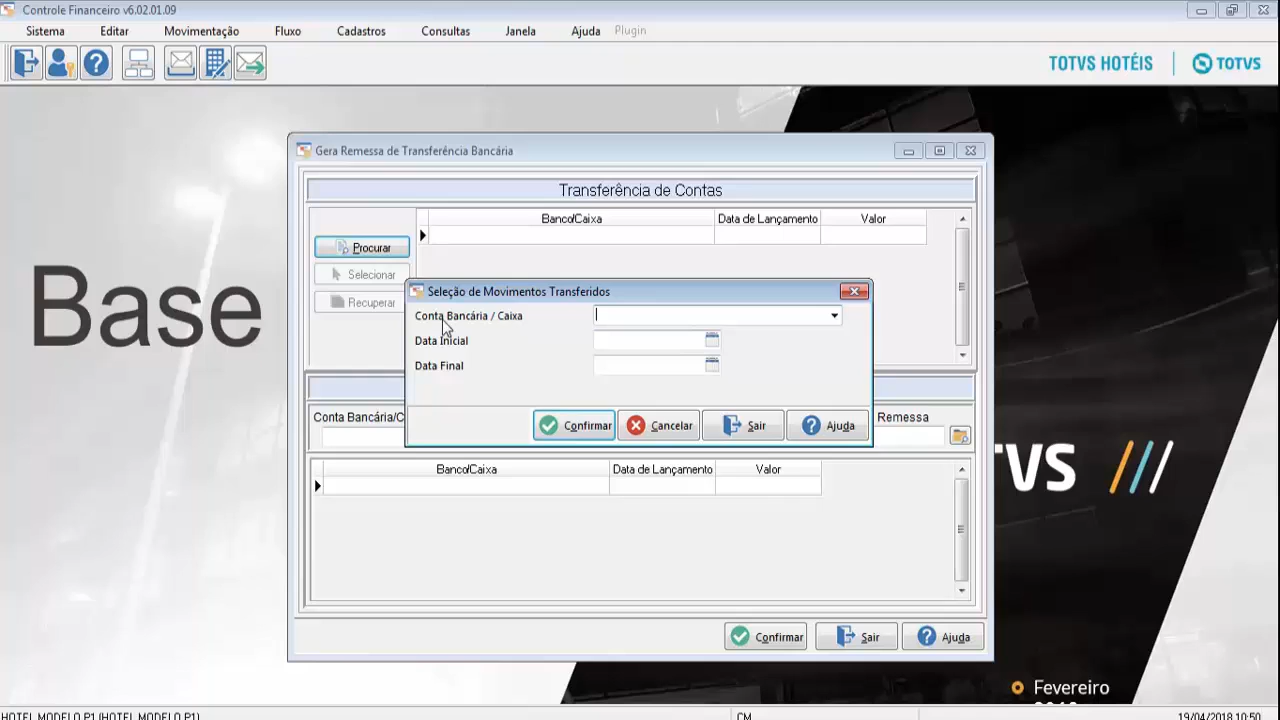 Controle Financeiro v6.02.01.09
Sistema Editar Movimentação Fluxo Cadastros Consultas Janela Ajuda Plugin
TOTVS HOTÉIS TOTVS
Base
Gera Remessa de Transferência Bancária
Transferência de Contas
Banco/Caixa Data de Lançamento Valor
Procurar
Selecionar
Recuperar
Seleção de Movimentos Transferidos
Conta Bancária / Caixa
Data Inicial
Data Final
Confirmar Cancelar Sair Ajuda
Conta Bancária/C Remessa
Banco/Caixa Data de Lançamento Valor
TVS
Confirmar Sair Ajuda
Fevereiro
HOTEL MODELO P1 (HOTEL MODELO P1) CM 19/04/2018 10:50